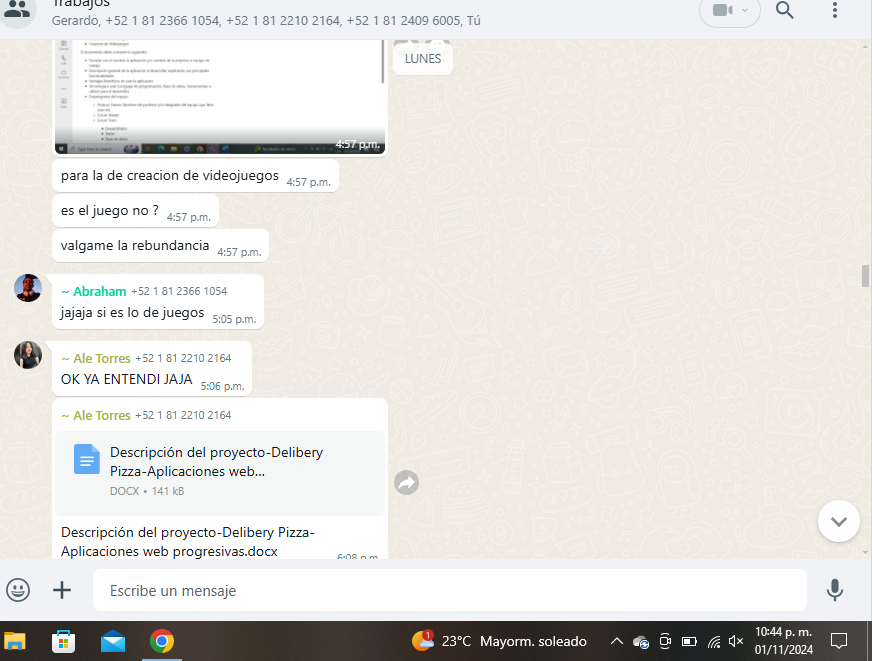 Trabajos
Gerardo, +52 1 81 2366 1054, +52 1 81 2210 2164, +52 1 81 2409 6005, Tú
LUNES
4:57 p.m.
para la de creacion de videojuegos 4:57 p.m.
es el juego no ? 4:57 p.m.
valgame la rebundancia 4:57 p.m.
~ Abraham +52 1 81 2366 1054
jajaja si es lo de juegos 5:05 p.m.
~ Ale Torres +52 1 81 2210 2164
OK YA ENTENDI JAJA 5:06 p.m.
~ Ale Torres +52 1 81 2210 2164
Descripción del proyecto-Delibery
Pizza-Aplicaciones web...
DOCX • 141 kB
Descripción del proyecto-Delibery Pizza-
Aplicaciones web progresivas.docx 6:08 p.m.
Escribe un mensaje
1
23°C Mayorm. soleado
10:44 p. m.
01/11/2024